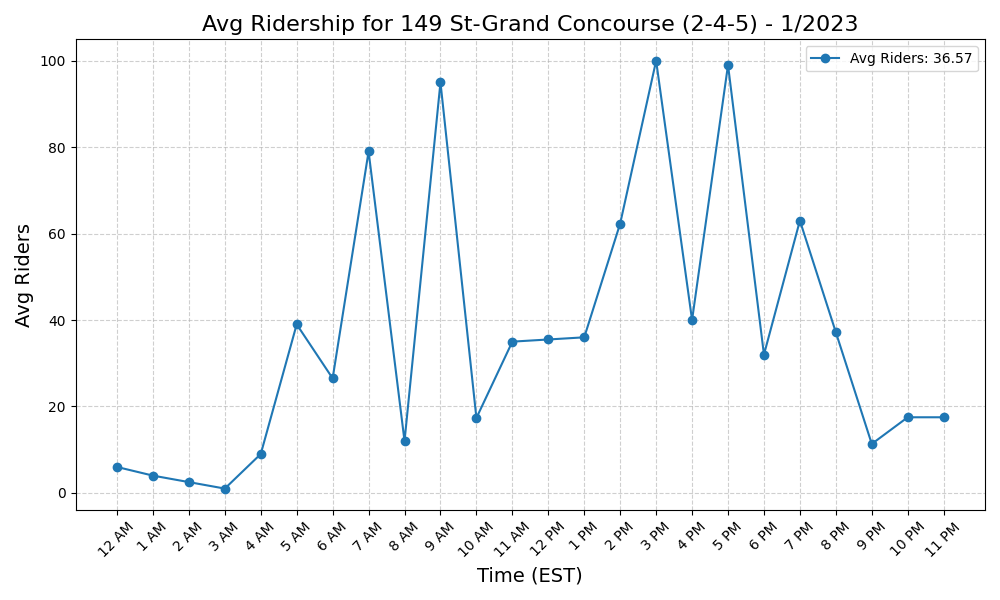 Avg Ridership for 149 St-Grand Concourse (2-4-5) - 1/2023
Avg Riders: 36.57
100
80
60
40
20
0
Avg Riders
12 AM
1 AM
2 AM
3 AM
4 AM
5 AM
6 AM
7 AM
8 AM
9 AM
10 AM
11 AM
12 PM
1 PM
2 PM
3 PM
4 PM
5 PM
6 PM
7 PM
8 PM
9 PM
10 PM
11 PM
Time (EST)